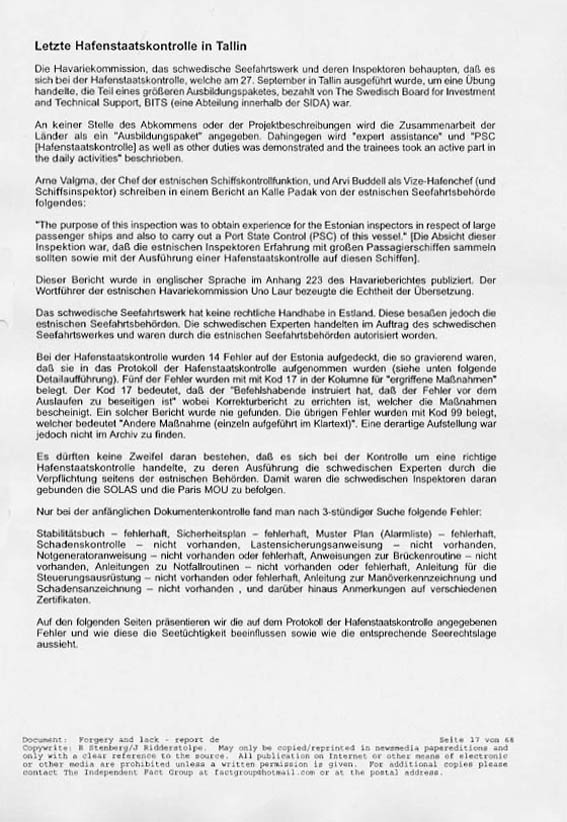 Letzte Hafenstaatskontrolle in Tallin
Die Havariekommission, das schwedische Seefahrtswerk und deren Inspektoren behaupten, daß es
sich bei der Hafenstaatskontrolle, welche am 27. September in Tallin ausgeführt wurde, um eine Übung
handelte, die Teil eines größeren Ausbildungspaketes, bezahlt von The Swedisch Board for Investment
and Technical Support, BITS (eine Abteilung innerhalb der SIDA) war.
An keiner Stelle des Abkommens oder der Projektbeschreibungen wird die Zusammenarbeit der
Länder als ein "Ausbildungspaket" angegeben. Dahingegen wird "expert assistance" und "PSC
[Hafenstaatskontrolle] as well as other duties was demonstrated and the trainees took an active part in
the daily activities" beschrieben.
Arne Valgma, der Chef der estnischen Schiffskontrollfunktion, und Arvi Buddell als Vize-Hafenchef (und
Schiffsinspektor) schreiben in einem Bericht an Kalle Padak von der estnischen Seefahrtsbehörde
folgendes:
"The purpose of this inspection was to obtain experience for the Estonian inspectors in respect of large
passenger ships and also to carry out a Port State Control (PSC) of this vessel." [Die Absicht dieser
Inspektion war, daß die estnischen Inspektoren Erfahrung mit großen Passagierschiffen sammeln
sollten sowie mit der Ausführung einer Hafenstaatskontrolle auf diesen Schiffen].
Dieser Bericht wurde in englischer Sprache im Anhang 223 des Havarieberichtes publiziert. Der
Wortführer der estnischen Havariekommission Uno Laur bezeugte die Echtheit der Übersetzung.
Das schwedische Seefahrtswerk hat keine rechtliche Handhabe in Estland. Diese besaßen jedoch die
estnischen Seefahrtsbehörden. Die schwedischen Experten handelten im Auftrag des schwedischen
Seefahrtswerkes und waren durch die estnischen Seefahrtsbehörden autorisiert worden.
Bei der Hafenstaatskontrolle wurden 14 Fehler auf der Estonia aufgedeckt, die so gravierend waren,
daß sie in das Protokoll der Hafenstaatskontrolle aufgenommen wurden (siehe unten folgende
Detailaufführung). Fünf der Fehler wurden mit mit Kod 17 in der Kolumne für "ergriffene Maßnahmen"
belegt. Der Kod 17 bedeutet, daß der "Befehlshabende instruiert hat, daß der Fehler vor dem
Auslaufen zu beseitigen ist" wobei Korrekturbericht zu errichten ist, welcher die Maßnahmen
bescheinigt. Ein solcher Bericht wurde nie gefunden. Die übrigen Fehler wurden mit Kod 99 belegt,
welcher bedeutet "Andere Maßnahme (einzeln aufgeführt im Klartext)". Eine derartige Aufstellung war
jedoch nicht im Archiv zu finden.
Es dürften keine Zweifel daran bestehen, daß es sich bei der Kontrolle um eine richtige
Hafenstaatskontrolle handelte, zu deren Ausführung die schwedischen Experten durch die
Verpflichtung seitens der estnischen Behörden. Damit waren die schwedischen Inspektoren daran
gebunden die SOLAS und die Paris MOU zu befolgen.
Nur bei der anfänglichen Dokumentenkontrolle fand man nach 3-stündiger Suche folgende Fehler:
Stabilitätsbuch – fehlerhaft, Sicherheitsplan – fehlerhaft, Muster Plan (Alarmliste) – fehlerhaft,
Schadenskontrolle – nicht vorhanden, Lastensicherungsanweisung – nicht vorhanden,
Notgeneratoranweisung – nicht vorhanden oder fehlerhaft, Anweisungen zur Brückenroutine – nicht
vorhanden, Anleitungen zu Notfallroutinen – nicht vorhanden oder fehlerhaft, Anleitung für die
Steuerungsausrüstung – nicht vorhanden oder fehlerhaft, Anleitung zur Manöverkennzeichnung und
Schadensanzeichnung – nicht vorhanden , und darüber hinaus Anmerkungen auf verschiedenen
Zertifikaten.
Auf den folgenden Seiten präsentieren wir die auf dem Protokoll der Hafenstaatskontrolle angegebenen
Fehler und wie diese die Seetüchtigkeit beeinflussen sowie wie die entsprechende Seerechtslage
aussieht.
Document: Forgery and lack - report de Seite 17 von 68
Copywrite: B Stenberg/J Ridderstolpe. May only be copied/reprinted in newsmedia papereditions and
only with a clear reference to the source. All publication on Internet or other means of electronic
or other media are prohibited unless a written permission is given. For additional copies please
contact The Independent Fact Group at factgroup@hotmail.com or at the postal address.